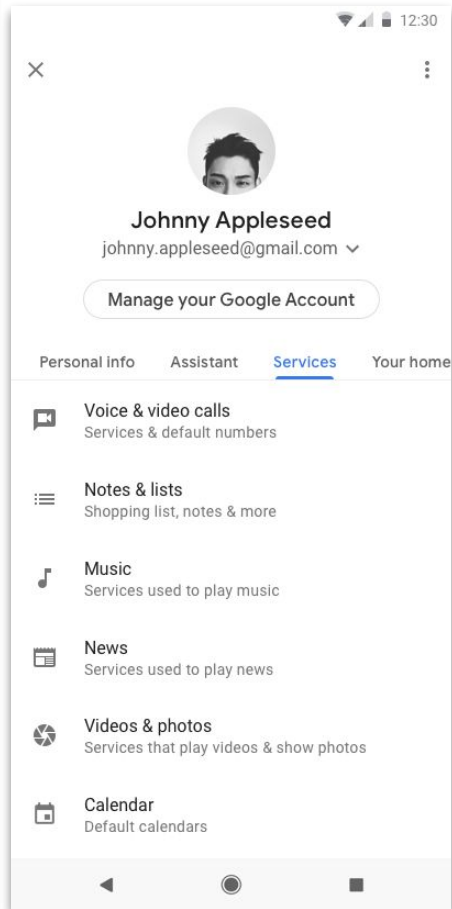 12:30
Johnny Appleseed
johnny.appleseed@gmail.com
Manage your Google Account
Personal info Assistant Services Your home
Voice & video calls
Services & default numbers
Notes & lists
Shopping list, notes & more
Music
Services used to play music
News
Services used to play news
Videos & photos
Services that play videos & show photos
Calendar
Default calendars